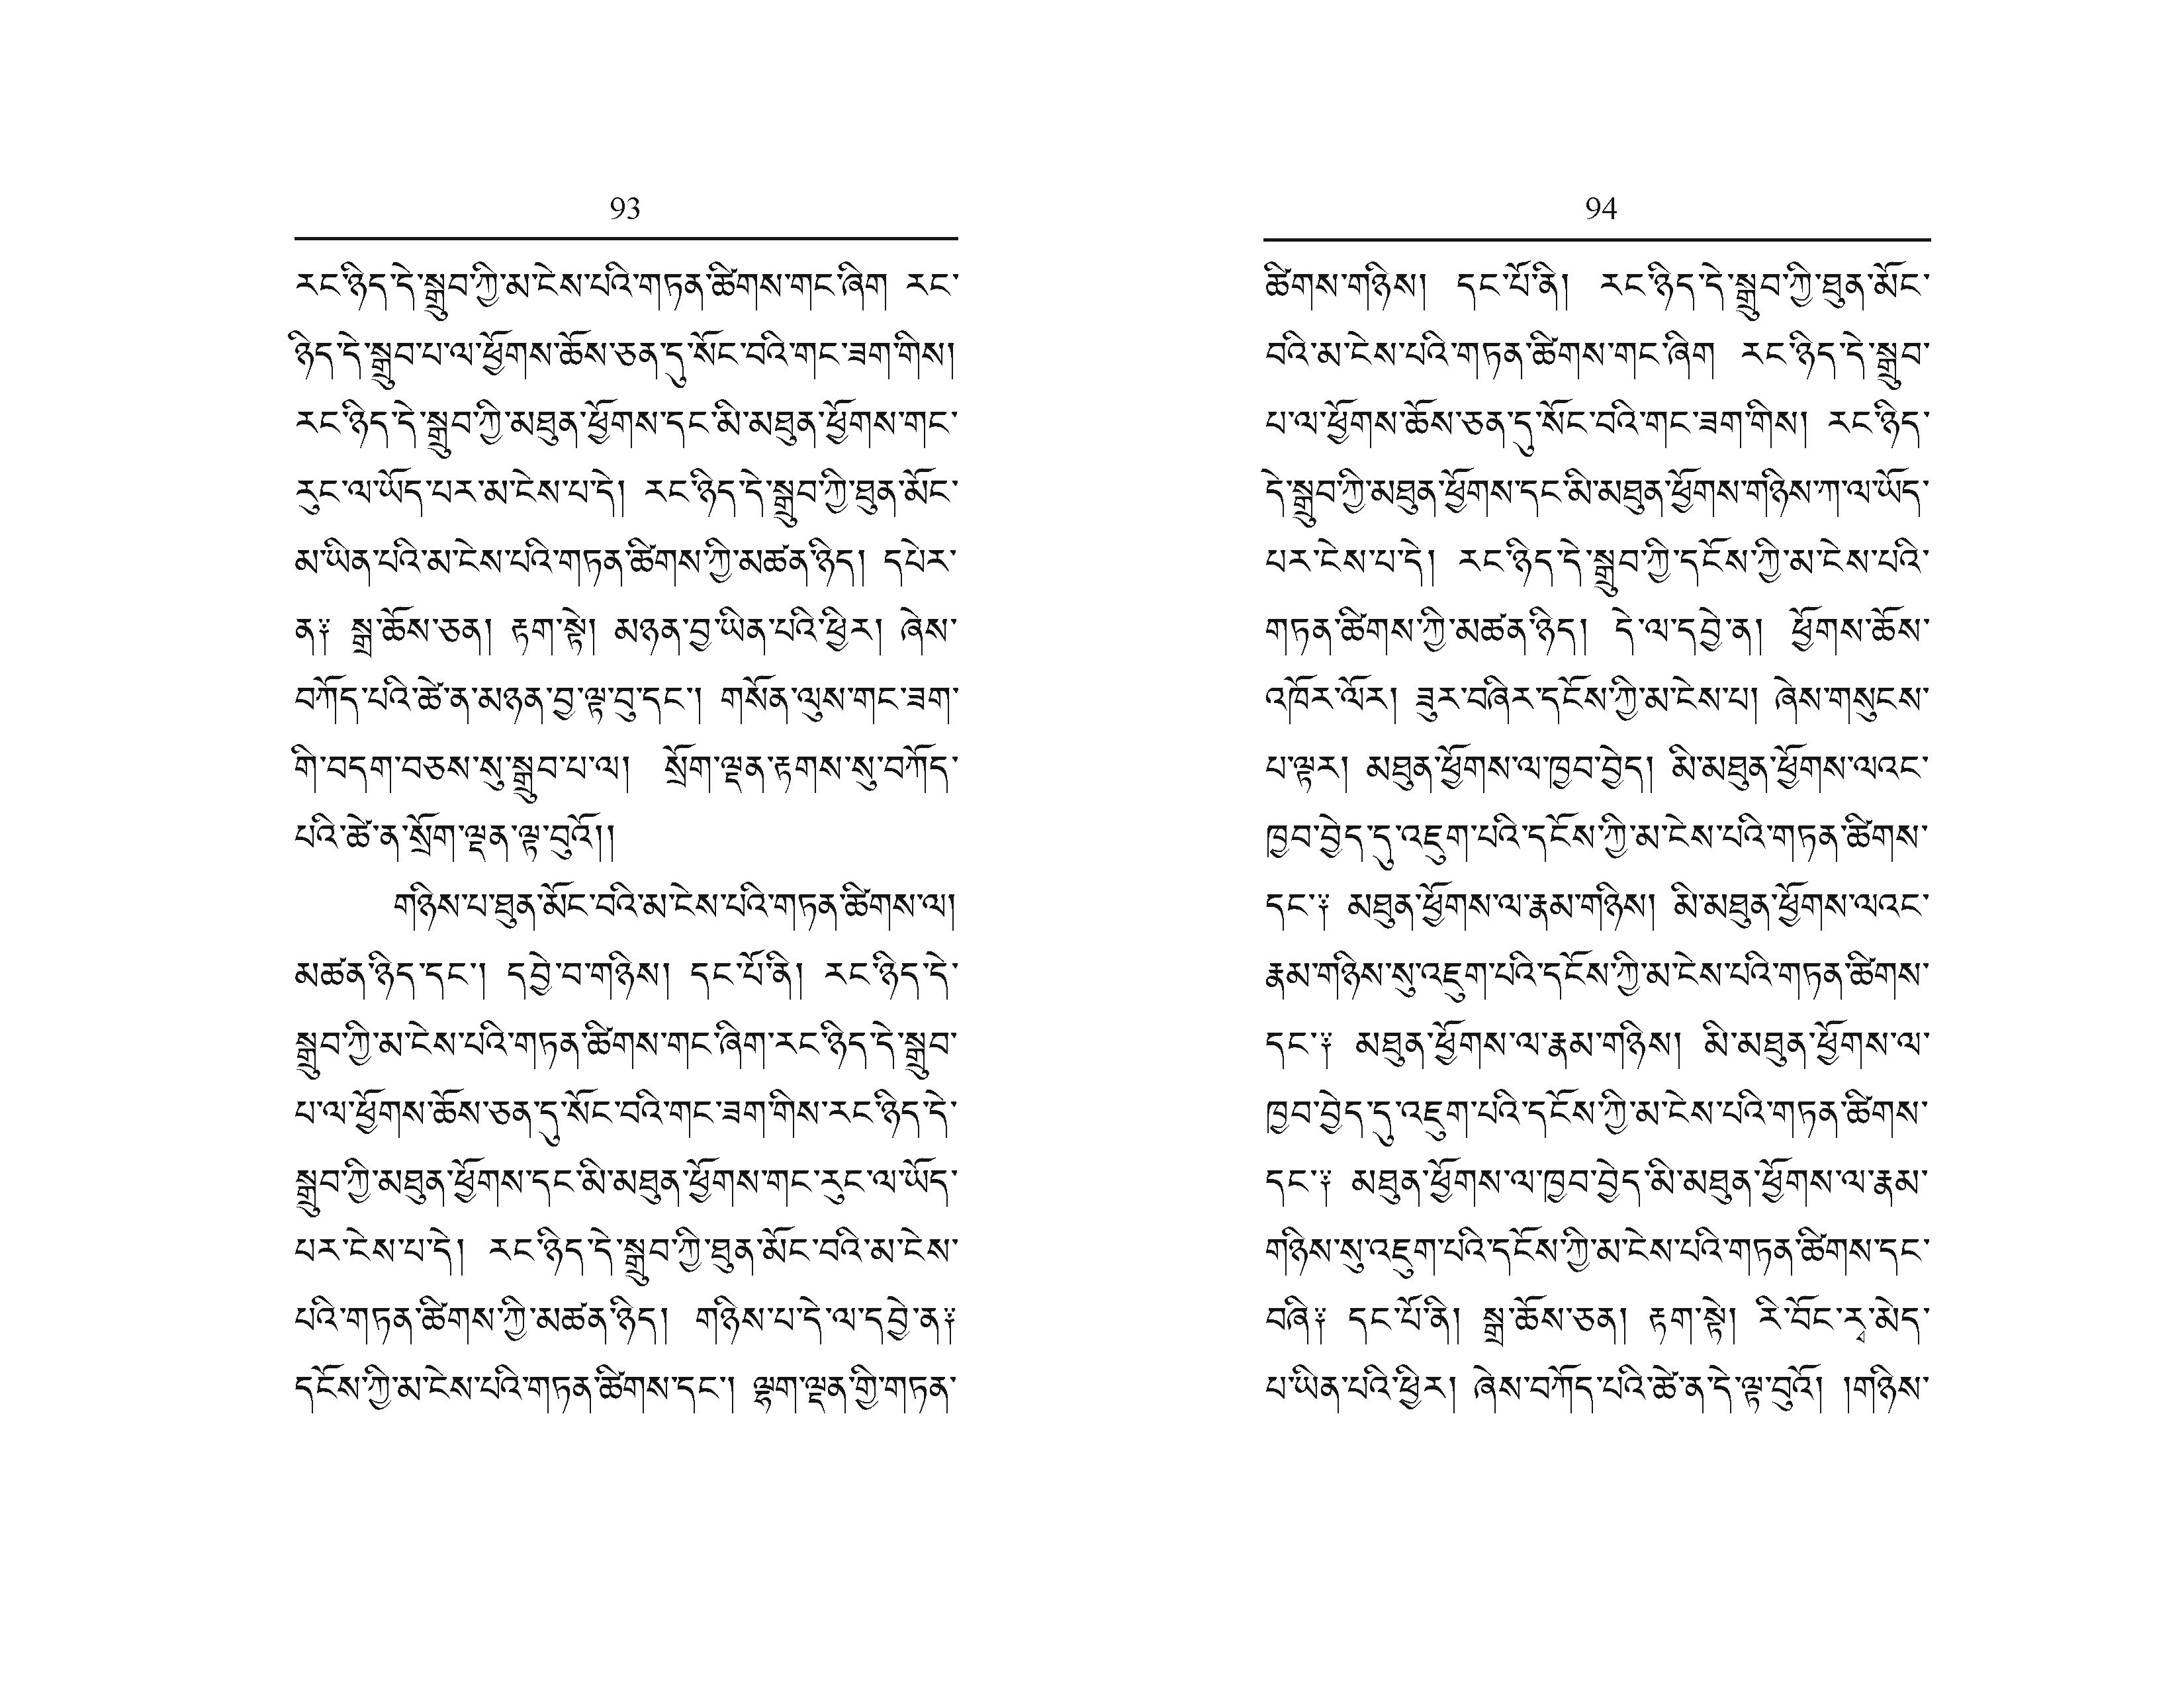 93
རང་ཉིད་དེ་སྒྲུབ་ཀྱི་མ་ངེས་པའི་གཏན་ཚིགས་གང་ཞིག རང་
ཉིད་དེ་སྒྲུབ་པ་ལ་ཕྱོགས་ཆོས་ཅན་དུ་སོང་བའི་གང་ཟག་གིས།
རང་ཉིད་དེ་སྒྲུབ་ཀྱི་མཐུན་ཕྱོགས་དང་མི་མཐུན་ཕྱོགས་གང་
རུང་ལ་ཡོད་པར་མ་ངེས་པ་དེ། རང་ཉིད་དེ་སྒྲུབ་ཀྱི་ཐུན་མོང་
མ་ཡིན་པའི་མ་ངེས་པའི་གཏན་ཚིགས་ཀྱི་མཚན་ཉིད། དཔེར་
ན༑ སྒྲ་ཆོས་ཅན། རྟག་སྟེ། མཉན་བྱ་ཡིན་པའི་ཕྱིར། ཞེས་
བཀོད་པའི་ཚེ་ན་མཉན་བྱ་ལྟ་བུ་དང་། གསོན་ལུས་གང་ཟག་
གི་བདག་བཅས་སུ་སྒྲུབ་པ་ལ། སྲོག་ལྡན་རྟགས་སུ་བཀོད་
པའི་ཚེ་ན་སྲོག་ལྡན་ལྟ་བུའོ།།
གཉིས་པ་ཐུན་མོང་བའི་མ་ངེས་པའི་གཏན་ཚིགས་ལ།
མཚན་ཉིད་དང་། དབྱེ་བ་གཉིས། དང་པོ་ནི། རང་ཉིད་དེ་
སྒྲུབ་ཀྱི་མ་ངེས་པའི་གཏན་ཚིགས་གང་ཞིག་རང་ཉིད་དེ་སྒྲུབ་
པ་ལ་ཕྱོགས་ཆོས་ཅན་དུ་སོང་བའི་གང་ཟག་གིས་རང་ཉིད་དེ་
སྒྲུབ་ཀྱི་མཐུན་ཕྱོགས་དང་མི་མཐུན་ཕྱོགས་གང་རུང་ལ་ཡོད་
པར་ངེས་པ་དེ། རང་ཉིད་དེ་སྒྲུབ་ཀྱི་ཐུན་མོང་བའི་མ་ངེས་
པའི་གཏན་ཚིགས་ཀྱི་མཚན་ཉིད། གཉིས་པ་དེ་ལ་དབྱེ་ན༑
དངོས་ཀྱི་མ་ངེས་པའི་གཏན་ཚིགས་དང་། ལྷག་ལྡན་གྱི་གཏན་
94
ཚིགས་གཉིས། དང་པོ་ནི། རང་ཉིད་དེ་སྒྲུབ་ཀྱི་ཐུན་མོང་
བའི་མ་ངེས་པའི་གཏན་ཚིགས་གང་ཞིག རང་ཉིད་དེ་སྒྲུབ་
པ་ལ་ཕྱོགས་ཆོས་ཅན་དུ་སོང་བའི་གང་ཟག་གིས། རང་ཉིད་
དེ་སྒྲུབ་ཀྱི་མཐུན་ཕྱོགས་དང་མི་མཐུན་ཕྱོགས་གཉིས་ཀ་ལ་ཡོད་
པར་ངེས་པ་དེ། རང་ཉིད་དེ་སྒྲུབ་ཀྱི་དངོས་ཀྱི་མ་ངེས་པའི་
གཏན་ཚིགས་ཀྱི་མཚན་ཉིད། དེ་ལ་དབྱེ་ན། ཕྱོགས་ཆོས་
འཁོར་ལོར། ཟུར་བཞིར་དངོས་ཀྱི་མ་ངེས་པ། ཞེས་གསུངས་
པ་ལྟར། མཐུན་ཕྱོགས་ལ་ཁྱབ་བྱེད། མི་མཐུན་ཕྱོགས་ལའང་
ཁྱབ་བྱེད་དུ་འཇུག་པའི་དངོས་ཀྱི་མ་ངེས་པའི་གཏན་ཚིགས་
དང་༑ མཐུན་ཕྱོགས་ལ་རྣམ་གཉིས། མི་མཐུན་ཕྱོགས་ལའང་
རྣམ་གཉིས་སུ་འཇུག་པའི་དངོས་ཀྱི་མ་ངེས་པའི་གཏན་ཚིགས་
དང་༑ མཐུན་ཕྱོགས་ལ་རྣམ་གཉིས། མི་མཐུན་ཕྱོགས་ལ་
ཁྱབ་བྱེད་དུ་འཇུག་པའི་དངོས་ཀྱི་མ་ངེས་པའི་གཏན་ཚིགས་
དང་༑ མཐུན་ཕྱོགས་ལ་ཁྱབ་བྱེད་མི་མཐུན་ཕྱོགས་ལ་རྣམ་
གཉིས་སུ་འཇུག་པའི་དངོས་ཀྱི་མ་ངེས་པའི་གཏན་ཚིགས་དང་
བཞི༑ དང་པོ་ནི། སྒྲ་ཆོས་ཅན། རྟག་སྟེ། རི་བོང་རྭ་མེད་
པ་ཡིན་པའི་ཕྱིར། ཞེས་བཀོད་པའི་ཚེ་ན་དེ་ལྟ་བུའོ། །གཉིས་